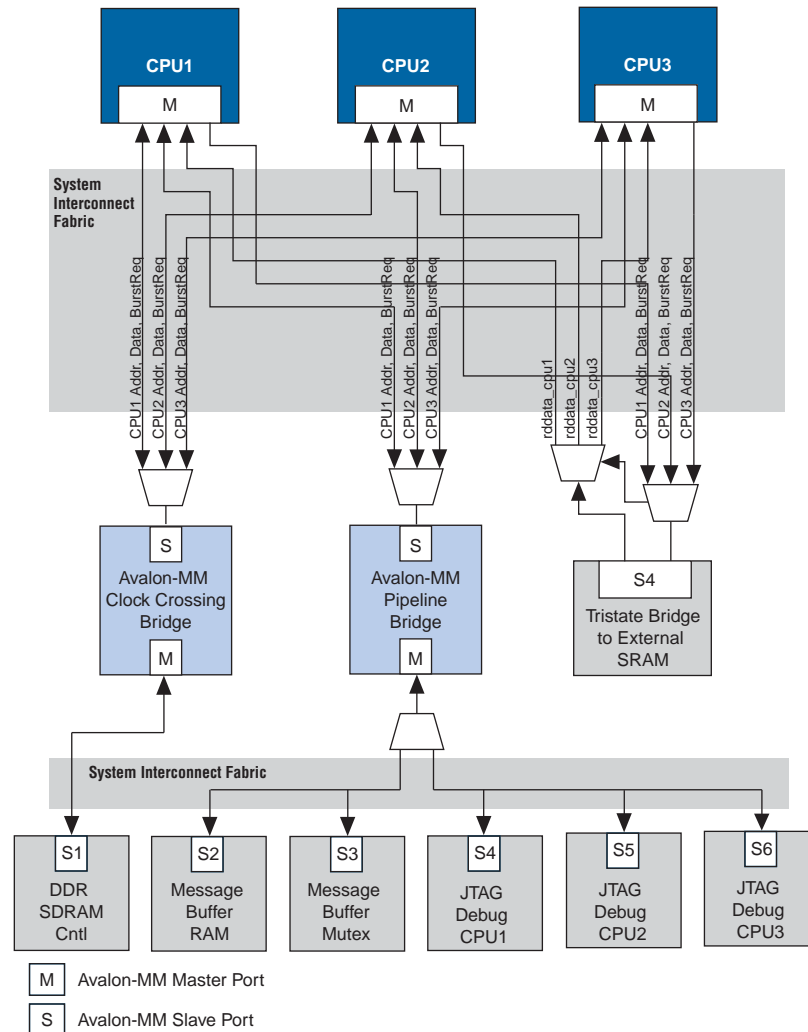 CPU1
CPU2
CPU3
M
M
M
System
Interconnect
Fabric
CPU1 Addr, Data, BurstReq
CPU2 Addr, Data, BurstReq
CPU3 Addr, Data, BurstReq
CPU1 Addr, Data, BurstReq
CPU2 Addr, Data, BurstReq
CPU3 Addr, Data, BurstReq
rddata_cpu1
rddata_cpu2
rddata_cpu3
CPU1 Addr, Data, BurstReq
CPU2 Addr, Data, BurstReq
CPU3 Addr, Data, BurstReq
S
Avalon-MM
Clock Crossing
Bridge
M
S
Avalon-MM
Pipeline
Bridge
M
S4
Tristate Bridge
to External
SRAM
System Interconnect Fabric
S1
DDR
SDRAM
Cntl
S2
Message
Buffer
RAM
S3
Message
Buffer
Mutex
S4
JTAG
Debug
CPU1
S5
JTAG
Debug
CPU2
S6
JTAG
Debug
CPU3
M Avalon-MM Master Port
S Avalon-MM Slave Port